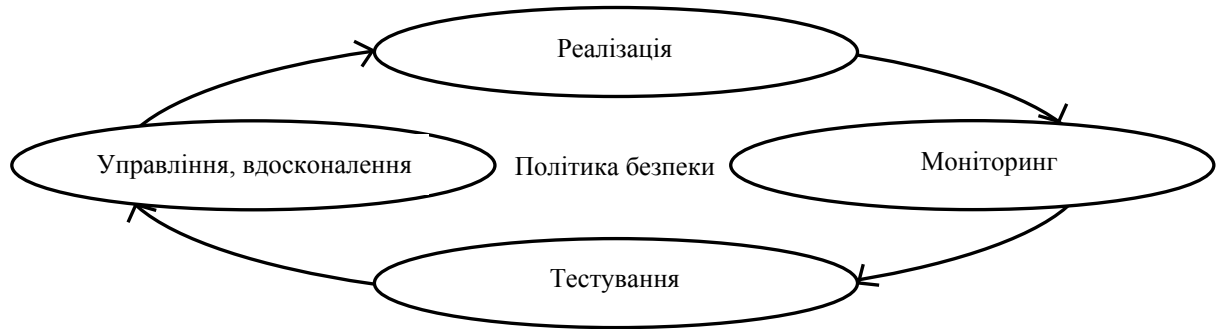 Реалізація
Управління, вдосконалення
Політика безпеки
Моніторинг
Тестування